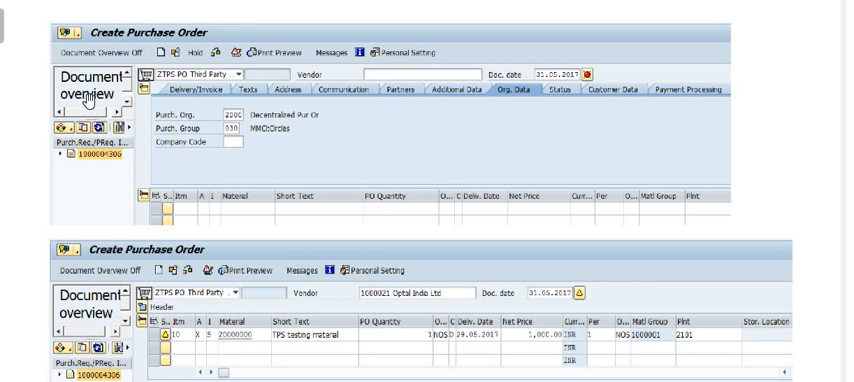 Create Purchase Order
Document Overview Off Hold Print Preview Messages Personal Setting
Document overview
ZTPS PO Third Party .. Vendor Doc. date 31.05.2017
Delivery/Invoice Texts Address Communication Partners Additional Data Org. Data Status Customer Data Payment Processing
Purch. Org. 2000 Decentralized Pur Or
Purch. Group 030 MMCI:Circles
Company Code
Purch.Req./PReq. I...
1000004306
S.. Itm A I Material Short Text PO Quantity O... C Deliv. Date Net Price Curr... Per O... Matl Group Plnt
Create Purchase Order
Document Overview Off Print Preview Messages Personal Setting
Document overview
ZTPS PO Third Party .. Vendor 1000021 Optal India Ltd Doc. date 31.05.2017
Header
S.. Itm A I Material Short Text PO Quantity O... C Deliv. Date Net Price Curr... Per O... Matl Group Plnt Stor. Location
10 X S 20000000 TPS testing material 1 NOS D 29.05.2017 1,000.00 INR 1 NOS 1000001 2101
INR
INR
Purch.Req./PReq. I...
1000004306